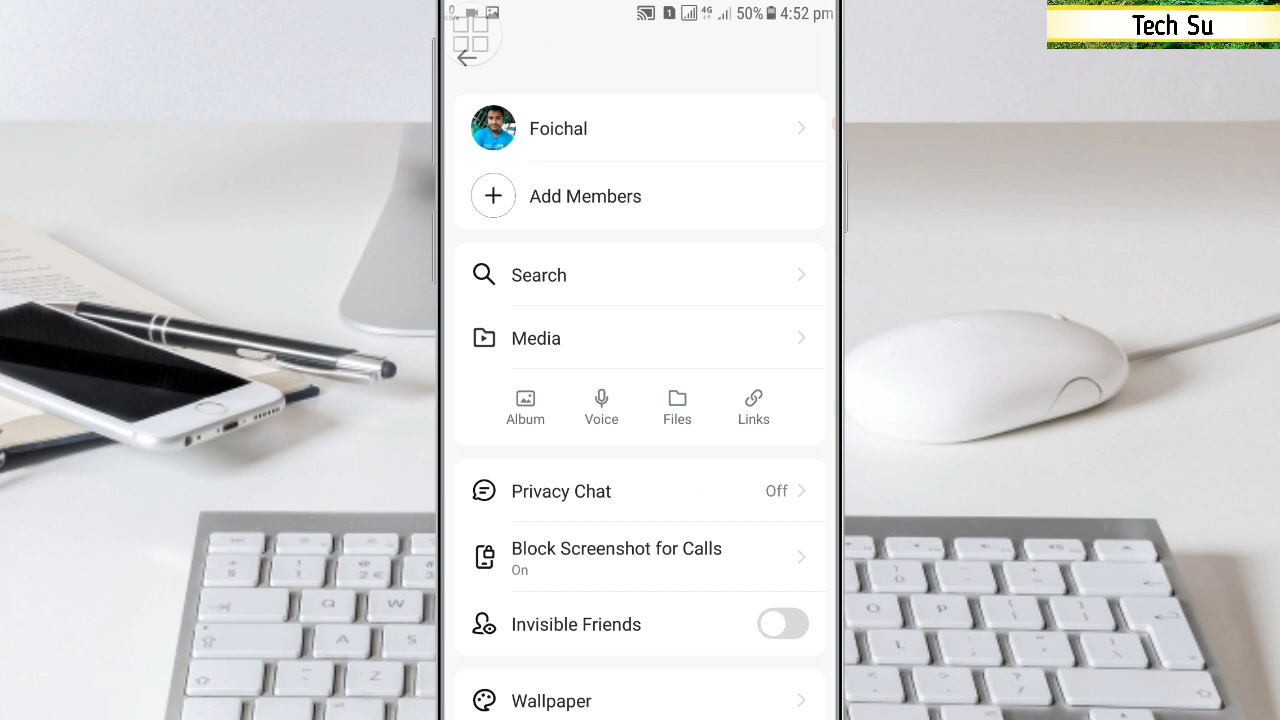 4G 50% 4:52 pm
Tech Su
Foichal
Add Members
Search
Media
Album Voice Files Links
Privacy Chat Off
Block Screenshot for Calls
On
Invisible Friends
Wallpaper
Q W
A S
Z